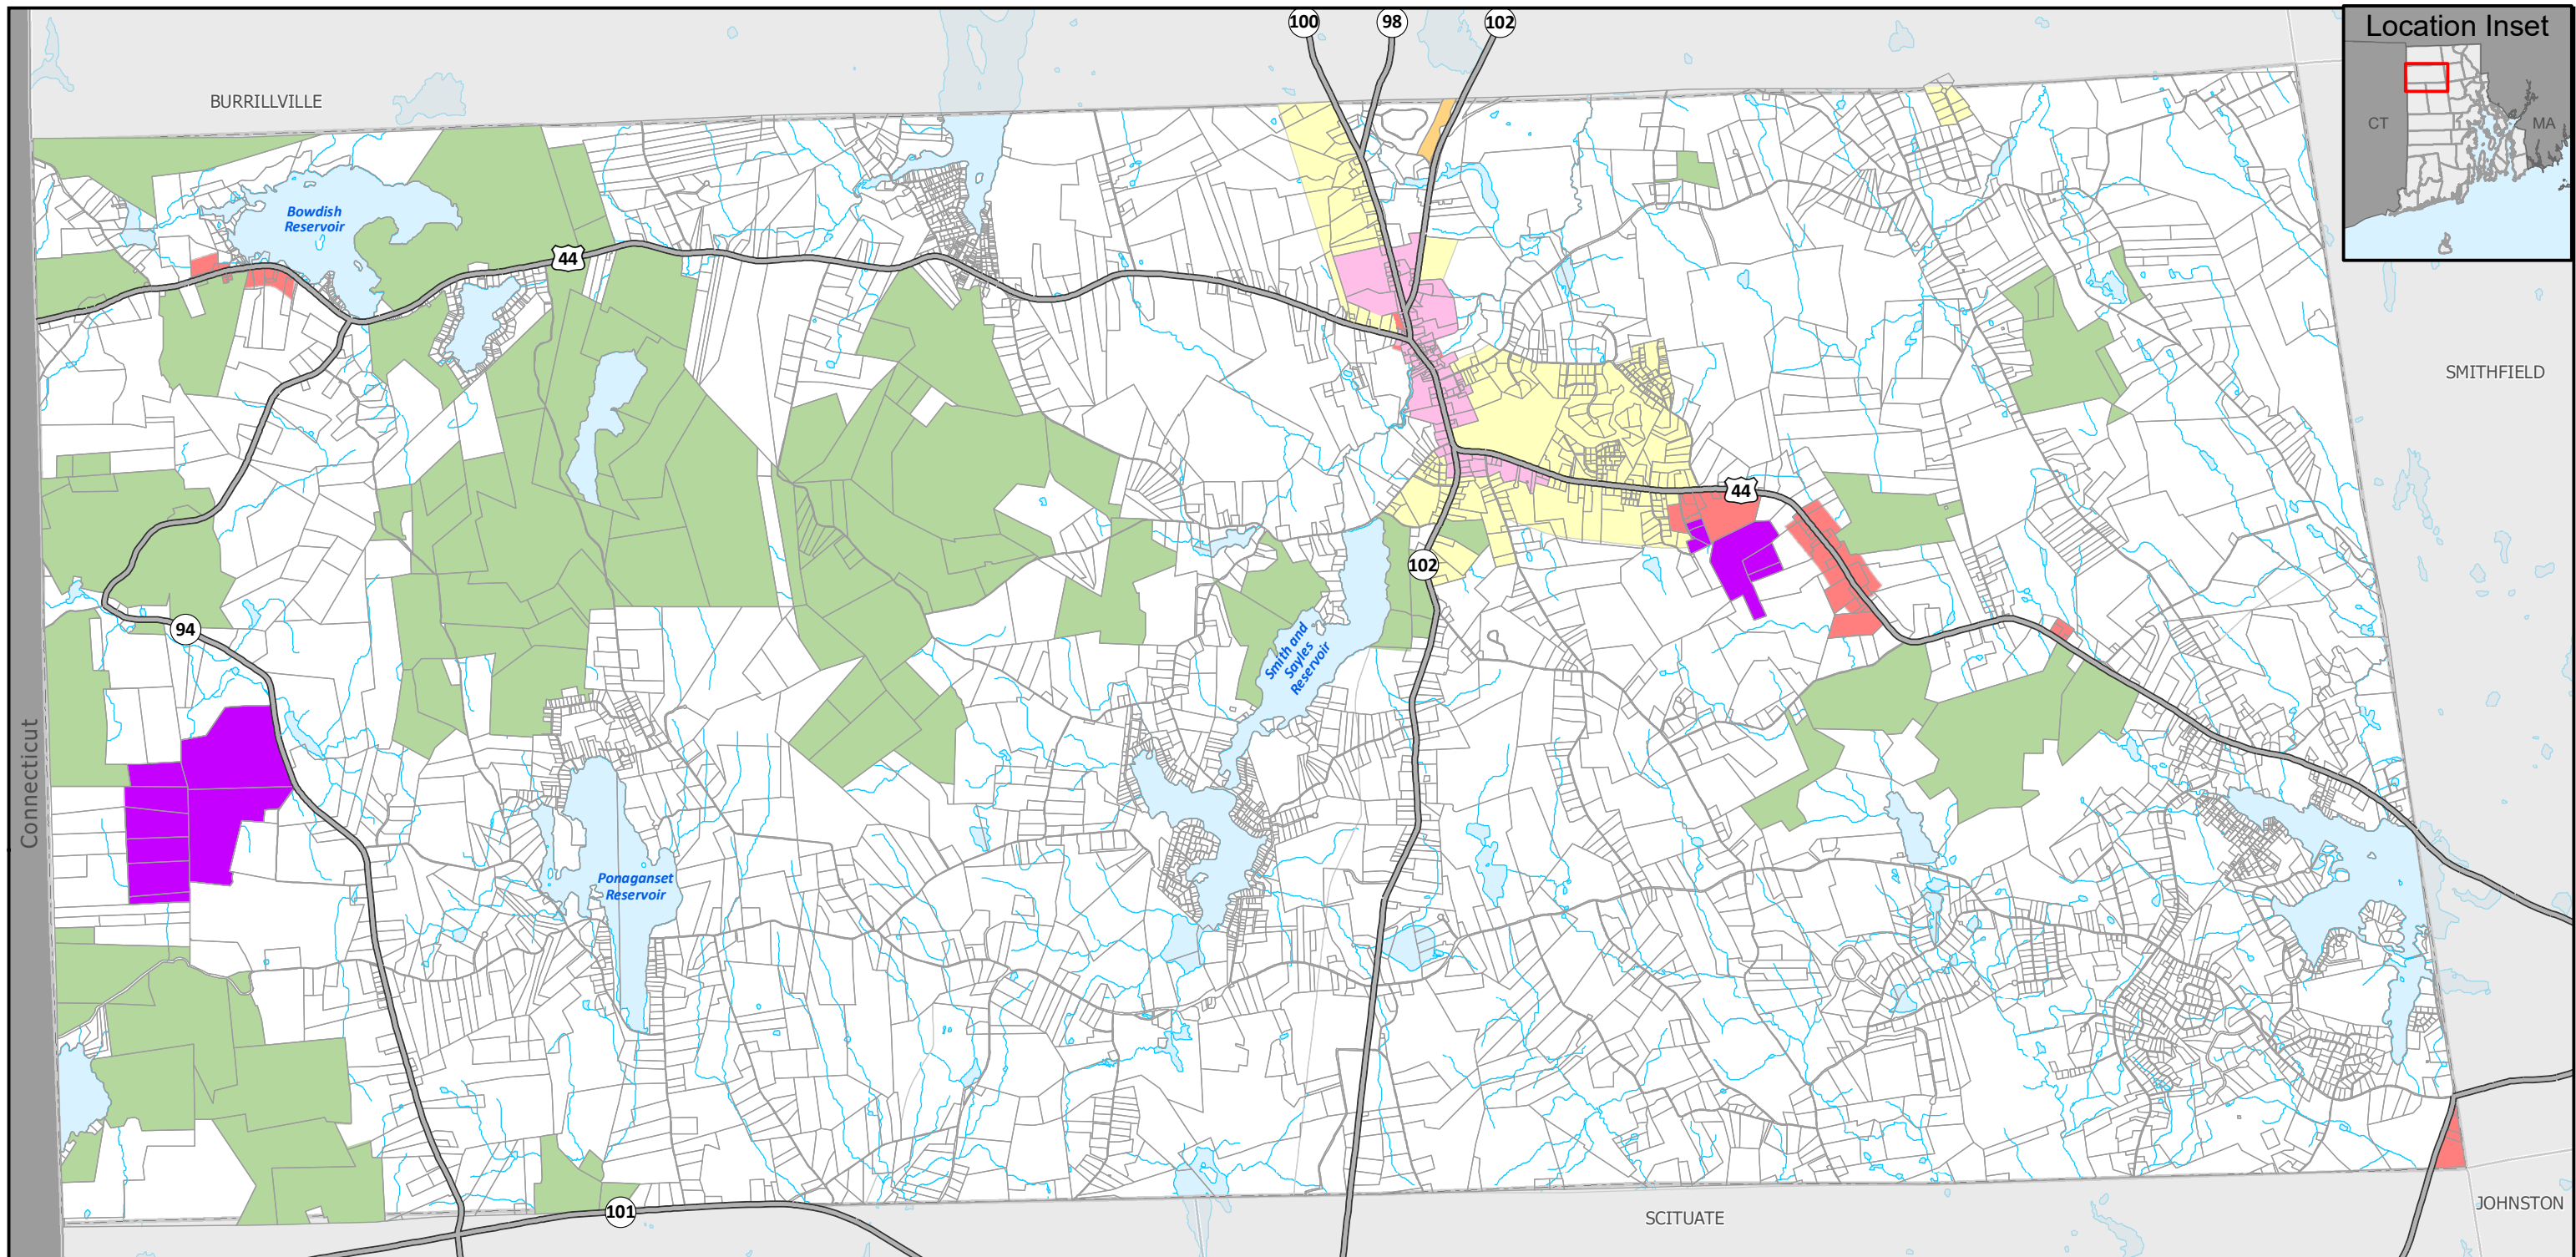 100
98
102
Location Inset
BURRILLVILLE
CT
MA
Bowdish
Reservoir
44
SMITHFIELD
44
102
94
Smith and
Sayles
Reservoir
Connecticut
Ponaganset
Reservoir
101
SCITUATE
JOHNSTON